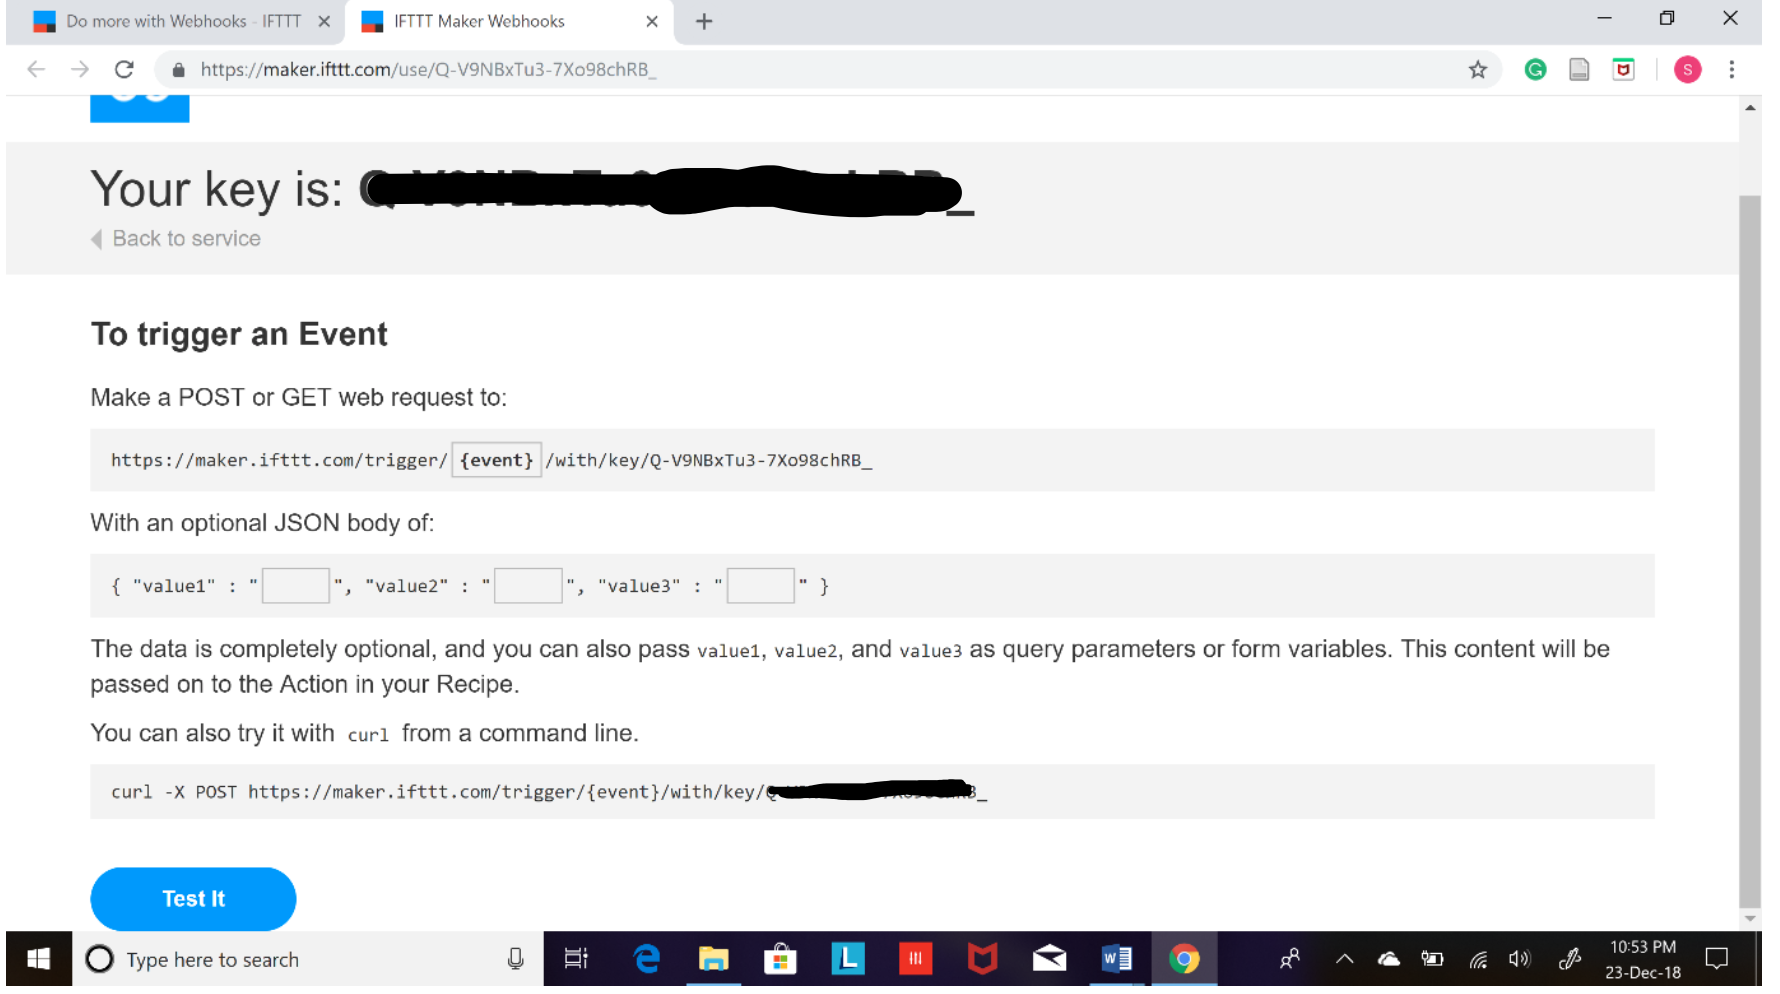 Do more with Webhooks - IFTTT
IFTTT Maker Webhooks
https://maker.ifttt.com/use/Q-V9NBxTu3-7Xo98chRB_
S
Your key is:
Back to service
To trigger an Event
Make a POST or GET web request to:
https://maker.ifttt.com/trigger/ {event} /with/key/Q-V9NBxTu3-7Xo98chRB_
With an optional JSON body of:
{ "value1" : " ", "value2" : " ", "value3" : " " }
The data is completely optional, and you can also pass value1, value2, and value3 as query parameters or form variables. This content will be
passed on to the Action in your Recipe.
You can also try it with curl from a command line.
curl -X POST https://maker.ifttt.com/trigger/{event}/with/key/
Test It
Type here to search
10:53 PM
23-Dec-18